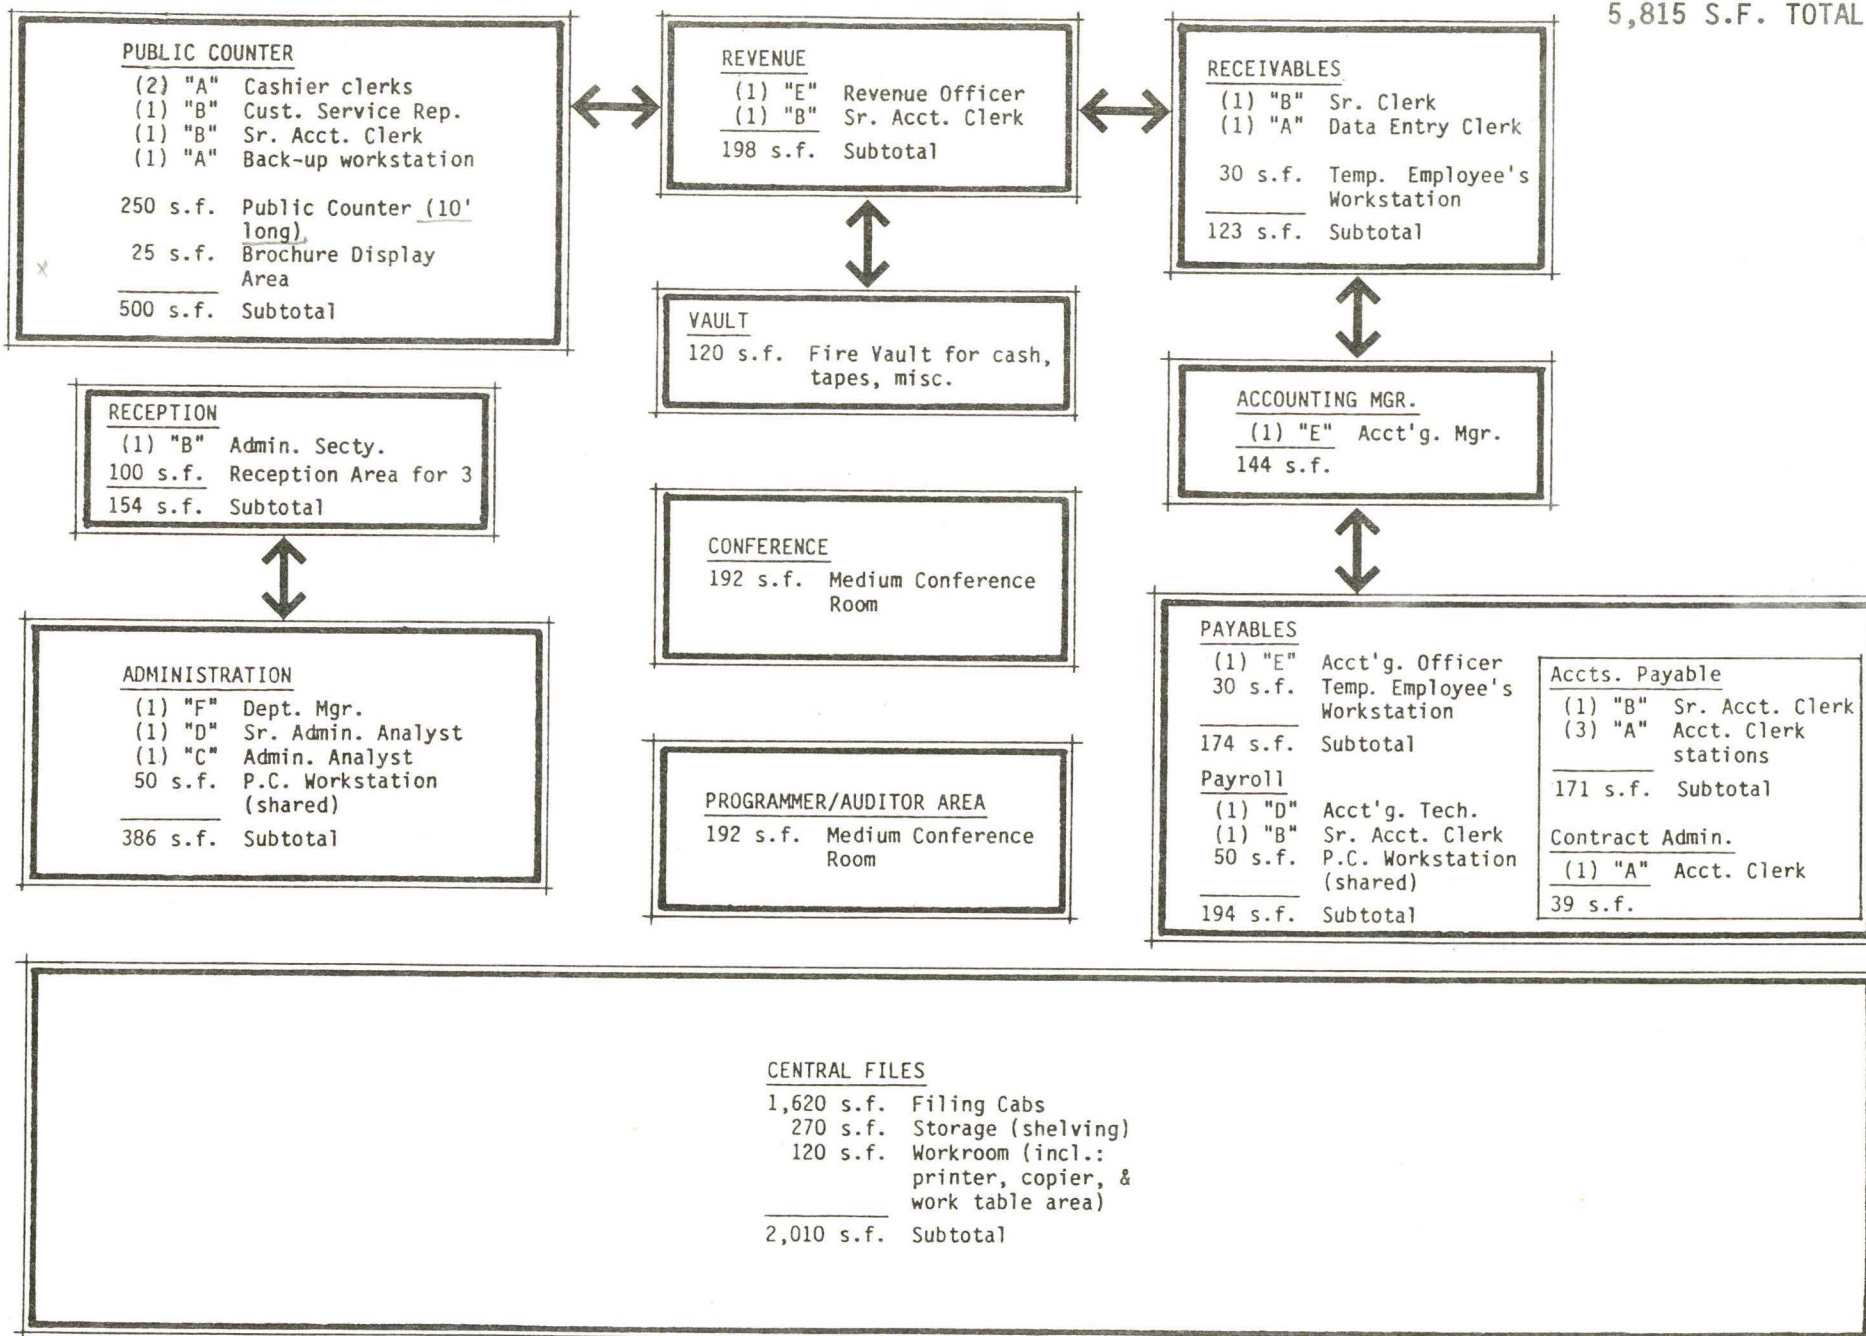 5,815 S.F. TOTAL
PUBLIC COUNTER
(2) "A" Cashier clerks
(1) "B" Cust. Service Rep.
(1) "B" Sr. Acct. Clerk
(1) "A" Back-up workstation
250 s.f. Public Counter (10'
long)
25 s.f. Brochure Display
Area
500 s.f. Subtotal
REVENUE
(1) "E" Revenue Officer
(1) "B" Sr. Acct. Clerk
198 s.f. Subtotal
RECEIVABLES
(1) "B" Sr. Clerk
(1) "A" Data Entry Clerk
30 s.f. Temp. Employee's
Workstation
123 s.f. Subtotal
VAULT
120 s.f. Fire Vault for cash,
tapes, misc.
RECEPTION
(1) "B" Admin. Secty.
100 s.f. Reception Area for 3
154 s.f. Subtotal
ACCOUNTING MGR.
(1) "E" Acct'g. Mgr.
144 s.f.
CONFERENCE
192 s.f. Medium Conference
Room
ADMINISTRATION
(1) "F" Dept. Mgr.
(1) "D" Sr. Admin. Analyst
(1) "C" Admin. Analyst
50 s.f. P.C. Workstation
(shared)
386 s.f. Subtotal
PROGRAMMER/AUDITOR AREA
192 s.f. Medium Conference
Room
PAYABLES
(1) "E" Acct'g. Officer
30 s.f. Temp. Employee's
Workstation
174 s.f. Subtotal
Payroll
(1) "D" Acct'g. Tech.
(1) "B" Sr. Acct. Clerk
50 s.f. P.C. Workstation
(shared)
194 s.f. Subtotal
Accts. Payable
(1) "B" Sr. Acct. Clerk
(3) "A" Acct. Clerk
stations
171 s.f. Subtotal
Contract Admin.
(1) "A" Acct. Clerk
39 s.f.
CENTRAL FILES
1,620 s.f. Filing Cabs
270 s.f. Storage (shelving)
120 s.f. Workroom (incl.:
printer, copier, &
work table area)
2,010 s.f. Subtotal